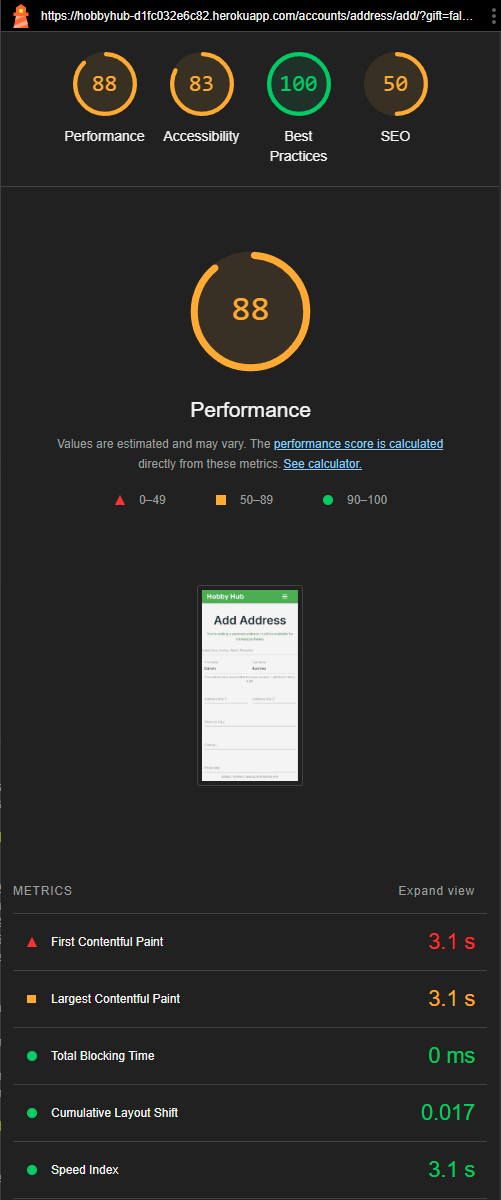 https://hobbyhub-d1fc032e6c82.herokuapp.com/accounts/address/add/?gift=fal...
88
83
100
50
Performance
Accessibility
Best
Practices
SEO
88
Performance
Values are estimated and may vary. The performance score is calculated
directly from these metrics. See calculator.
0–49
50–89
90–100
Hobby Hub
Add Address
METRICS
Expand view
First Contentful Paint
3.1 s
Largest Contentful Paint
3.1 s
Total Blocking Time
0 ms
Cumulative Layout Shift
0.017
Speed Index
3.1 s